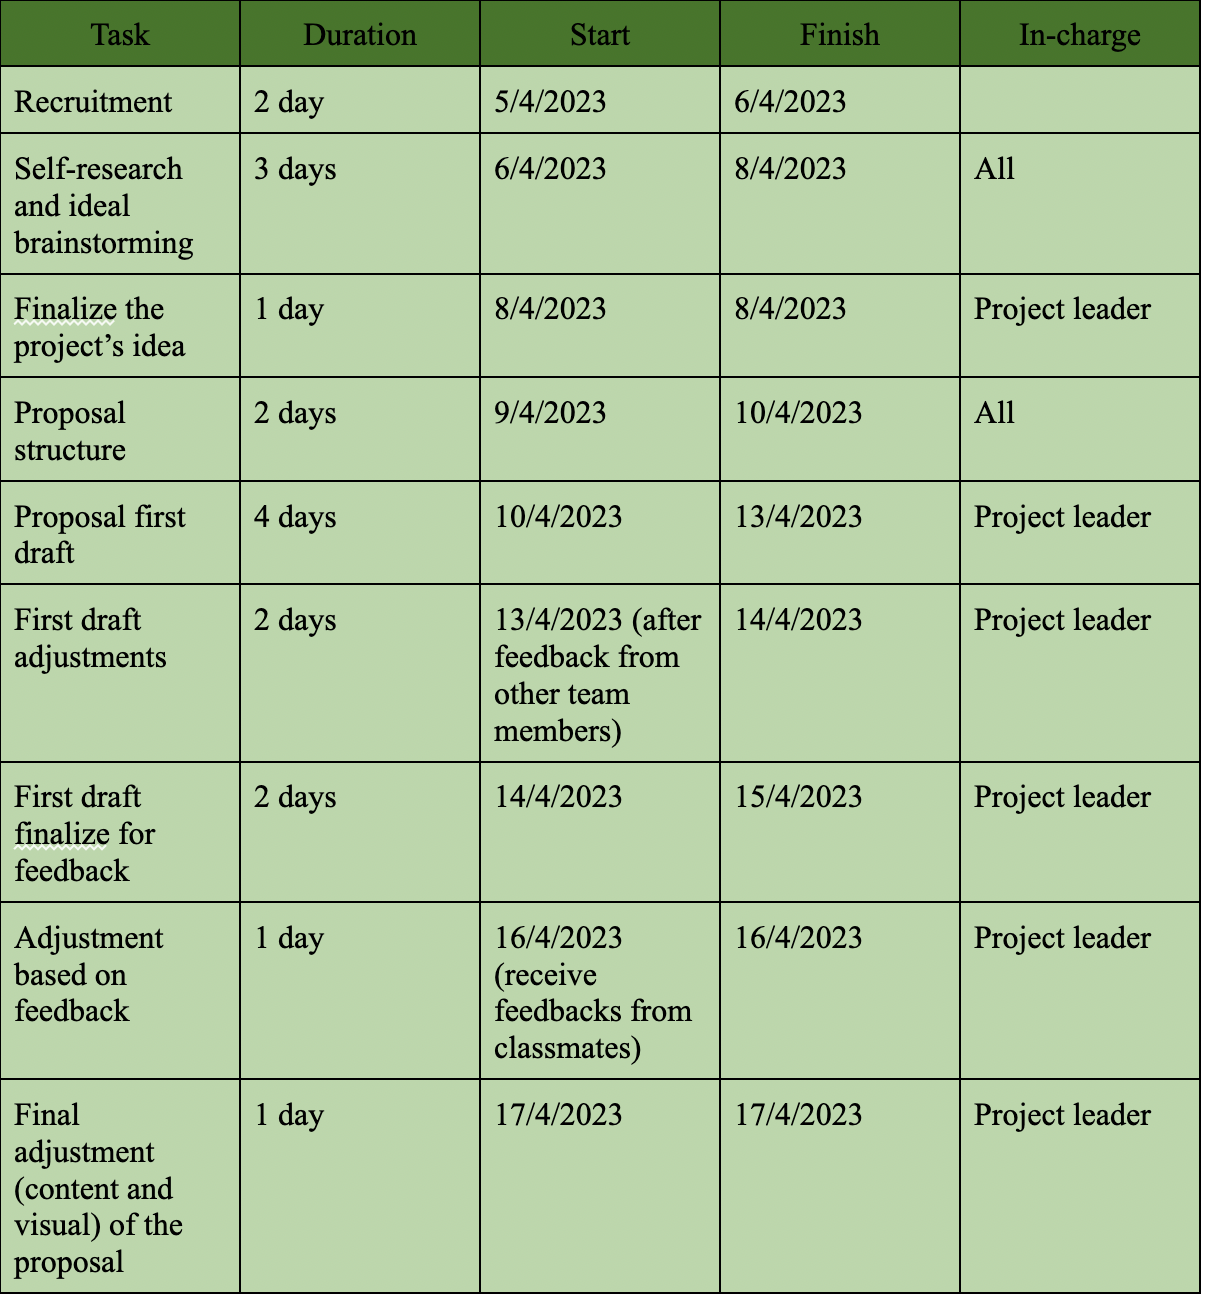 Task Duration Start Finish In-charge
Recruitment 2 day 5/4/2023 6/4/2023
Self-research 3 days 6/4/2023 8/4/2023 All
and ideal
brainstorming
Finalize the 1 day 8/4/2023 8/4/2023 Project leader
project’s idea
Proposal 2 days 9/4/2023 10/4/2023 All
structure
Proposal first 4 days 10/4/2023 13/4/2023 Project leader
draft
First draft 2 days 13/4/2023 (after 14/4/2023 Project leader
adjustments feedback from
other team
members)
First draft 2 days 14/4/2023 15/4/2023 Project leader
finalize for
feedback
Adjustment 1 day 16/4/2023 16/4/2023 Project leader
based on (receive
feedback feedbacks from
classmates)
Final 1 day 17/4/2023 17/4/2023 Project leader
adjustment
(content and
visual) of the
proposal